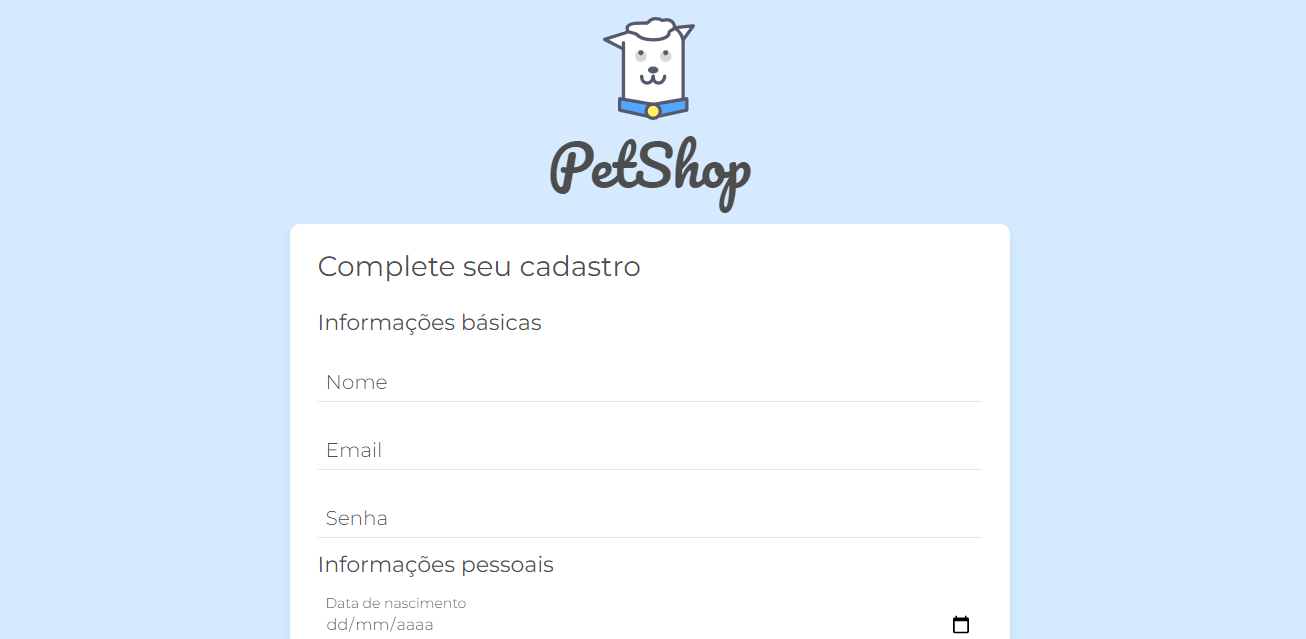 PetShop
Complete seu cadastro
Informações básicas
Nome
Email
Senha
Informações pessoais
Data de nascimento
dd/mm/aaaa